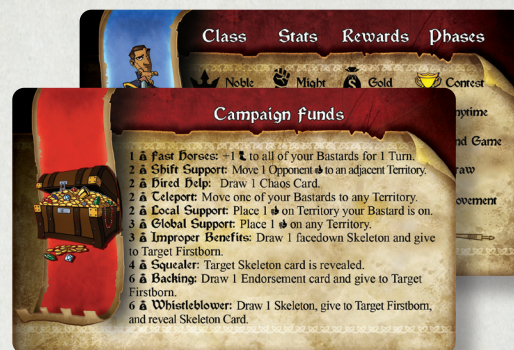 Class Stats Rewards Phases
Noble Might Gold Contest
Campaign Funds
1 Fast Horses: +1 to all of your Bastards for 1 Turn.
2 Shift Support: Move 1 Opponent to an adjacent Territory.
2 Hired Help: Draw 1 Chaos Card.
2 Teleport: Move one of your Bastards to any Territory.
2 Local Support: Place 1 on Territory your Bastard is on.
3 Global Support: Place 1 on any Territory.
3 Improper Benefits: Draw 1 facedown Skeleton and give
to Target Firstborn.
4 Squealer: Target Skeleton card is revealed.
6 Backing: Draw 1 Endorsement card and give to Target
Firstborn.
6 Whistleblower: Draw 1 Skeleton, give to Target Firstborn,
and reveal Skeleton Card.